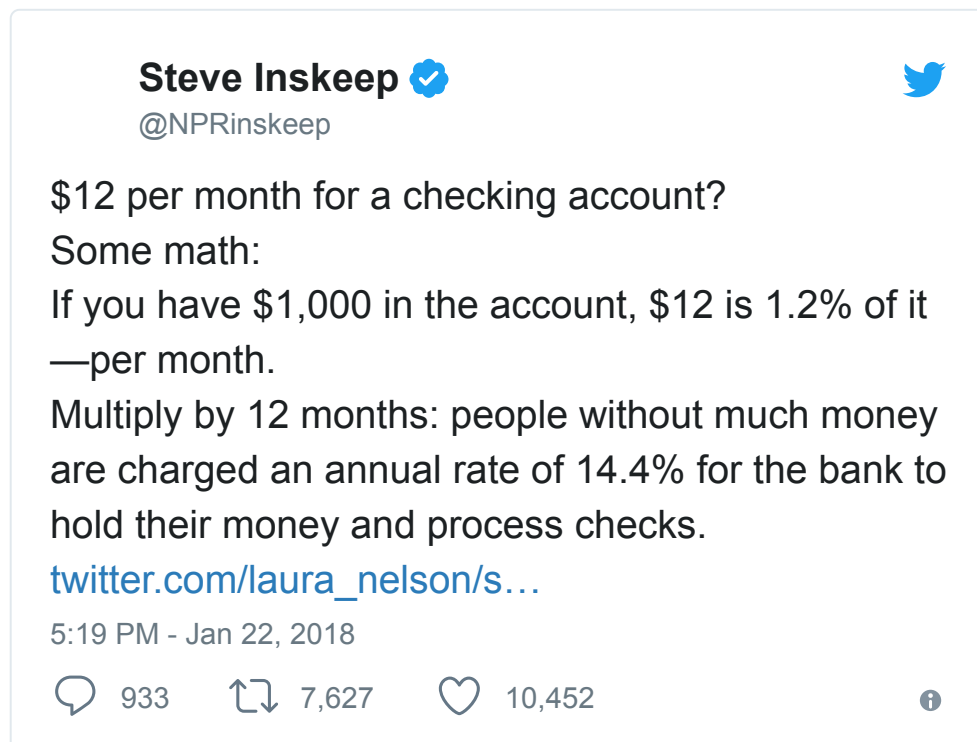 Steve Inskeep
@NPRinskeep
$12 per month for a checking account?
Some math:
If you have $1,000 in the account, $12 is 1.2% of it
—per month.
Multiply by 12 months: people without much money
are charged an annual rate of 14.4% for the bank to
hold their money and process checks.
twitter.com/laura_nelson/s…
5:19 PM - Jan 22, 2018
933 7,627 10,452